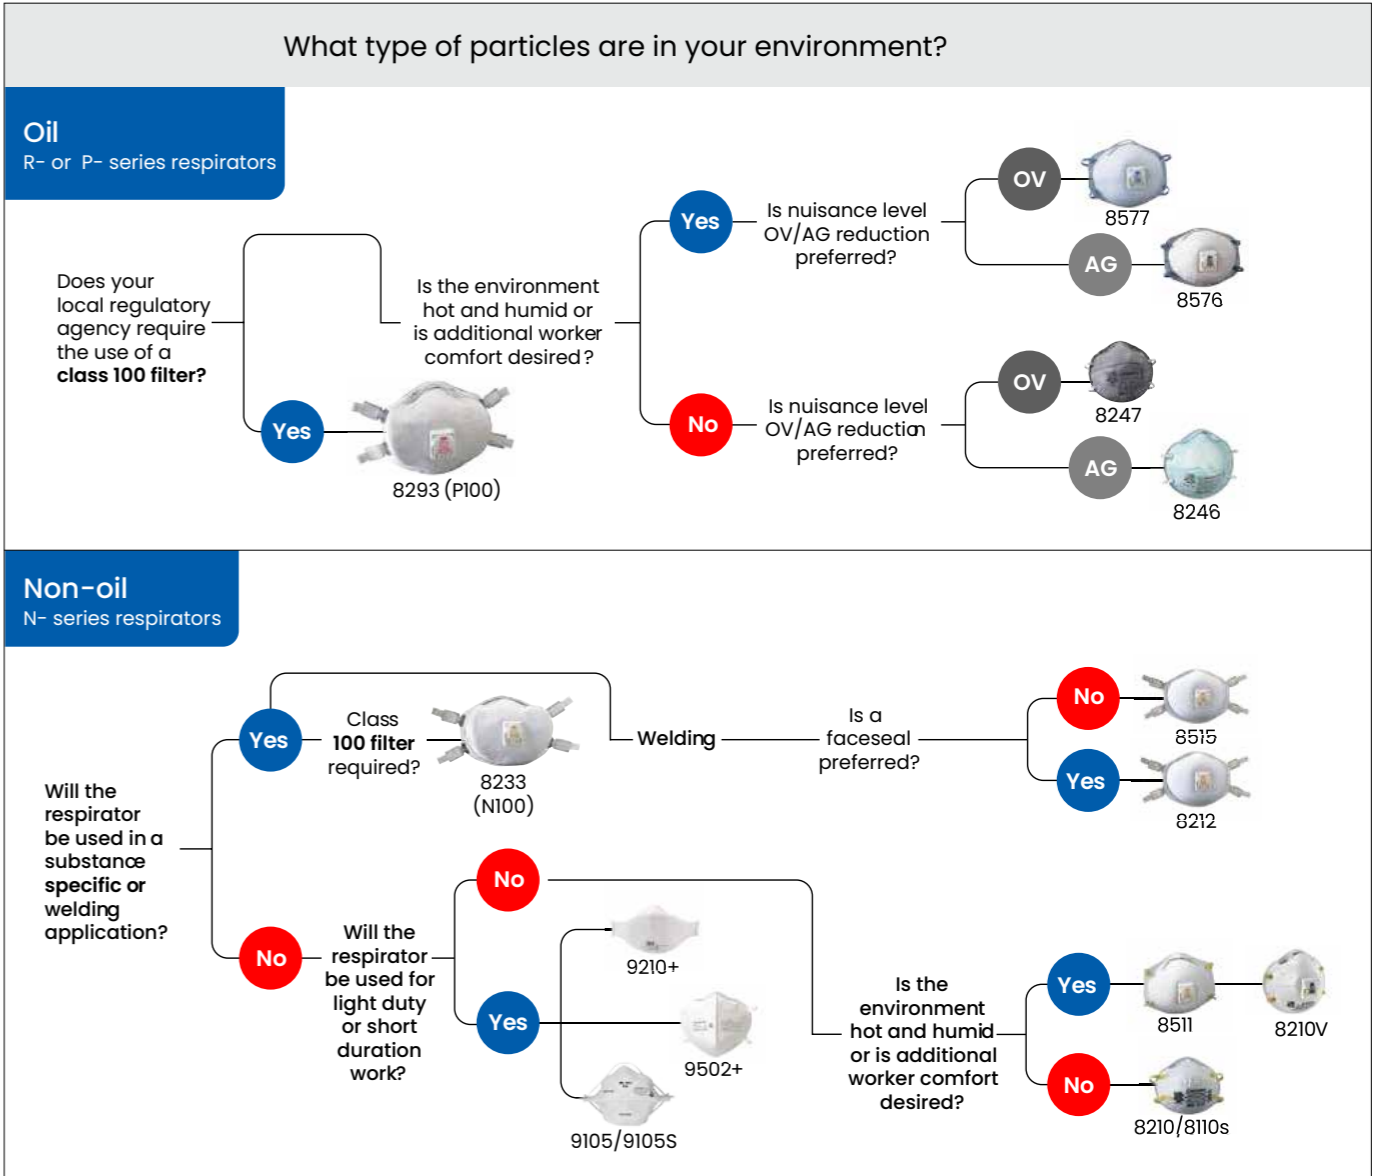 What type of particles are in your environment?
Oil
R- or P- series respirators
Does your
local regulatory
agency require
the use of a
class 100 filter?
Yes
8293 (P100)
Is the environment
hot and humid or
is additional worker
comfort desired?
Yes
Is nuisance level
OV/AG reduction
preferred?
OV
8577
AG
8576
No
Is nuisance level
OV/AG reduction
preferred?
OV
8247
AG
8246
Non-oil
N- series respirators
Will the
respirator
be used in a
substance
specific or
welding
application?
Yes
Class
100 filter
required?
8233
(N100)
Welding
Is a
faceseal
preferred?
No
8515
Yes
8212
No
Will the
respirator
be used for
light duty
or short
duration
work?
No
Yes
9210+
9502+
9105/9105S
Is the
environment
hot and humid
or is additional
worker comfort
desired?
Yes
8511
8210V
No
8210/8110s